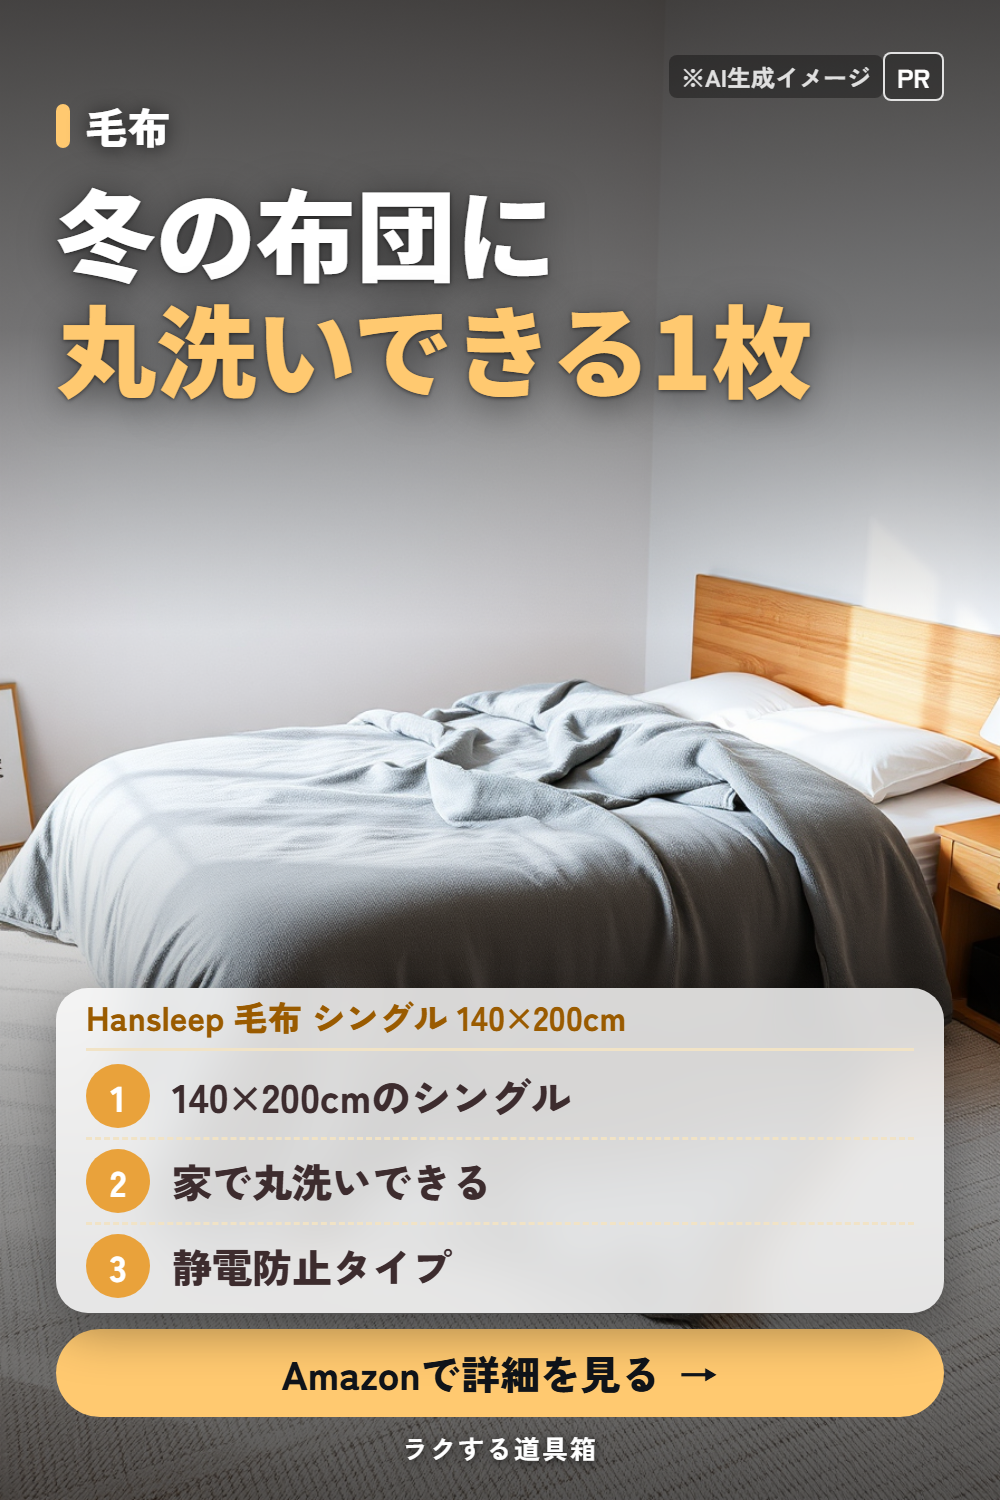 ※AI生成イメージ PR
毛布
冬の布団に
丸洗いできる1枚
Hansleep 毛布 シングル 140×200cm
1 140×200cmのシングル
2 家で丸洗いできる
3 静電防止タイプ
Amazonで詳細を見る →
ラクする道具箱